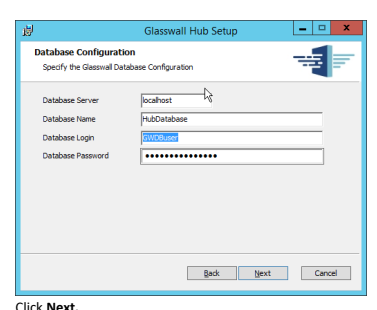 Glasswall Hub Setup
Database Configuration
Specify the Glasswall Database Configuration
Database Server
localhost
Database Name
HubDatabase
Database Login
GWDBuser
Database Password
•••••••••••••••
Back
Next
Cancel
Click Next.